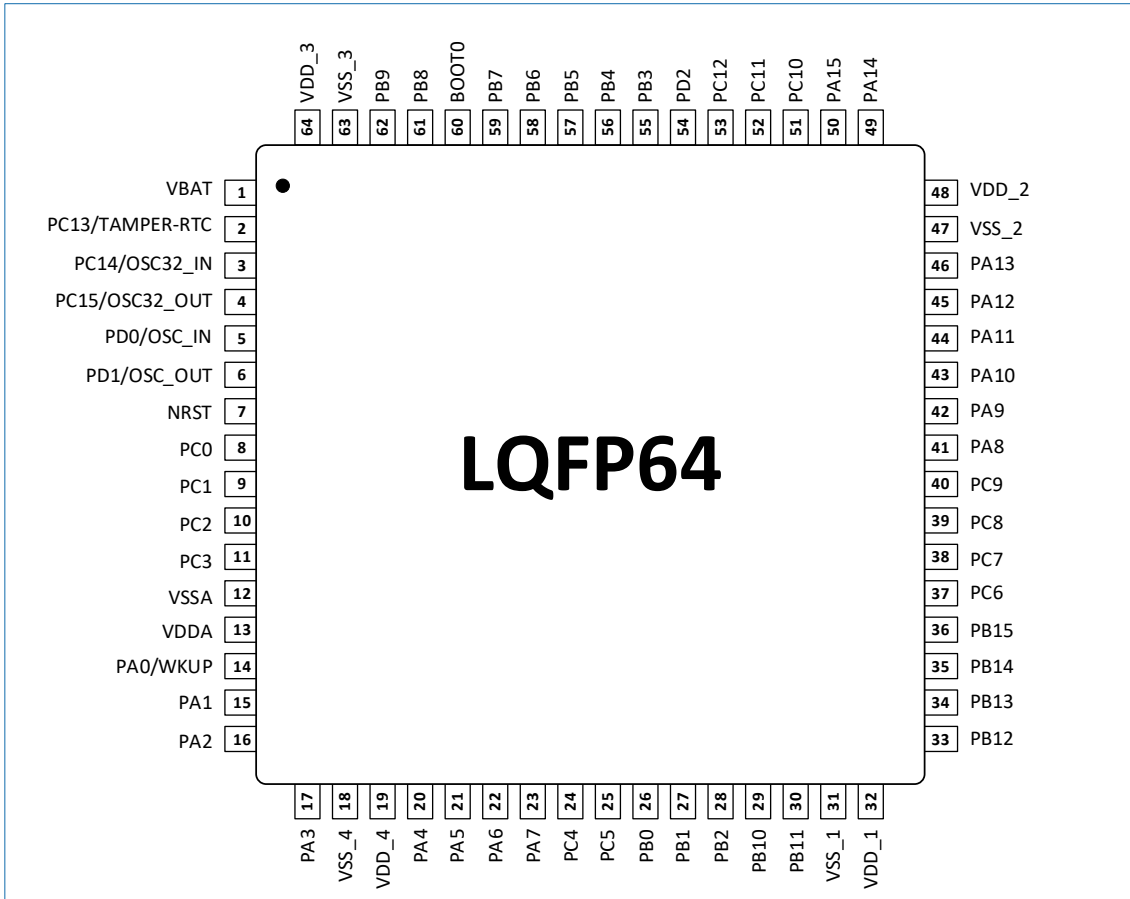 VDD_3 VSS_3 PB9 PB8 BOOT0 PB7 PB6 PB5 PB4 PB3 PD2 PC12 PC11 PC10 PA15 PA14
64 63 62 61 60 59 58 57 56 55 54 53 52 51 50 49
VBAT 1 48 VDD_2
PC13/TAMPER-RTC 2 47 VSS_2
PC14/OSC32_IN 3 46 PA13
PC15/OSC32_OUT 4 45 PA12
PD0/OSC_IN 5 44 PA11
PD1/OSC_OUT 6 43 PA10
NRST 7 42 PA9
PC0 8 41 PA8
LQFP64
PC1 9 40 PC9
PC2 10 39 PC8
PC3 11 38 PC7
VSSA 12 37 PC6
VDDA 13 36 PB15
PA0/WKUP 14 35 PB14
PA1 15 34 PB13
PA2 16 33 PB12
17 18 19 20 21 22 23 24 25 26 27 28 29 30 31 32
PA3 VSS_4 VDD_4 PA4 PA5 PA6 PA7 PC4 PC5 PB0 PB1 PB2 PB10 PB11 VSS_1 VDD_1